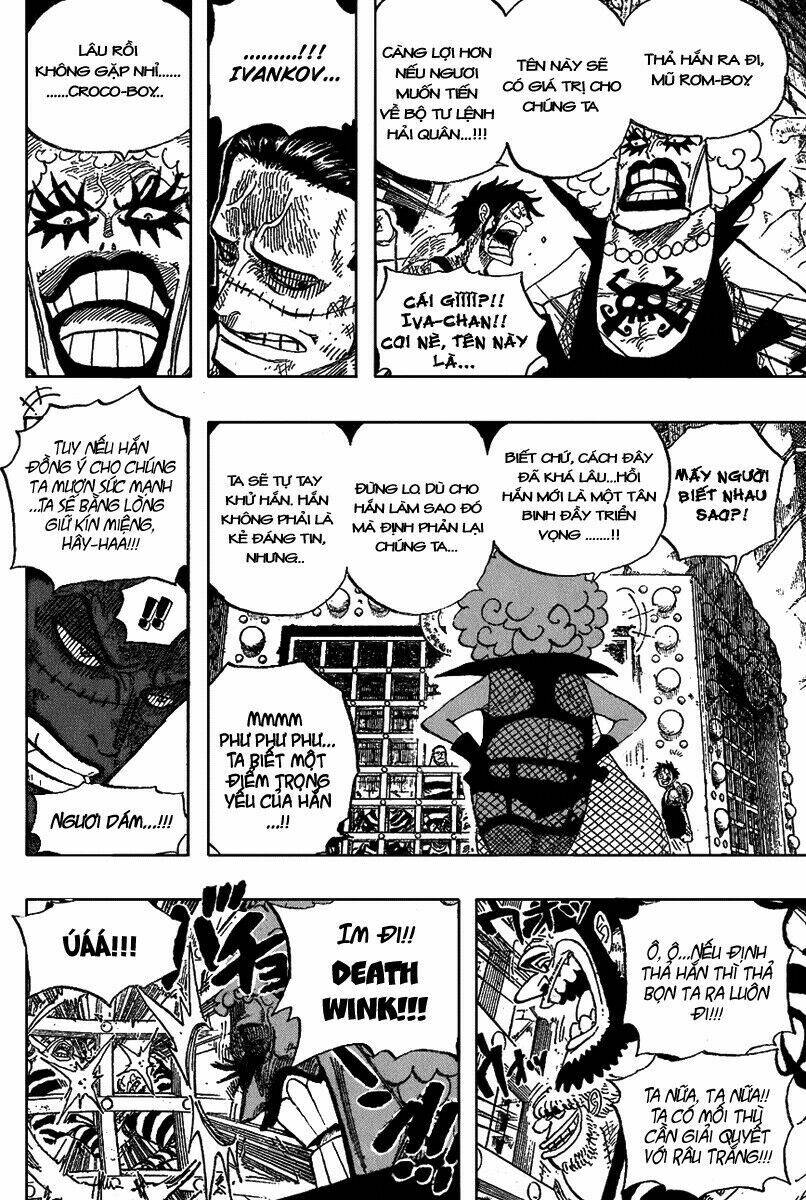 THẢ HẮN RA ĐI,
MŨ RƠM-BOY.
TÊN NÀY SẼ
CÓ GIÁ TRỊ CHO
CHÚNG TA
CÀNG LỢI HƠN
NẾU NGƯƠI
MUỐN TIẾN
VỀ BỘ TƯ LỆNH
HẢI QUÂN...!!!
CÁI GÌÌÌÌ?!!
IVA-CHAN!!
COI NÈ, TÊN NÀY
LÀ...
.........!!!
IVANKOV...
LÂU RỒI
KHÔNG GẶP NHỈ......
......CROCO-BOY..
MẤY NGƯỜI
BIẾT NHAU
SAO?!
BIẾT CHỨ, CÁCH ĐÂY
ĐÃ KHÁ LÂU...HỒI
HẮN MỚI LÀ MỘT TÂN
BINH ĐẦY TRIỂN
VỌNG ........!!
ĐỪNG LO. DÙ CHO
HẮN LÀM SAO ĐÓ
MÀ ĐỊNH PHẢN LẠI
CHÚNG TA...
TA SẼ TỰ TAY
KHỬ HẮN. HẮN
KHÔNG PHẢI LÀ
KẺ ĐÁNG TIN,
NHƯNG..
MMMM
PHƯ PHƯ PHƯ...
TA BIẾT MỘT
ĐIỂM TRỌNG
YẾU CỦA HẮN
...!!
TUY NẾU HẮN
ĐỒNG Ý CHO CHÚNG
TA MƯỢN SỨC MẠNH
...TA SẼ BẰNG LÒNG
GIỮ KÍN MIỆNG,
HÂY-HAA!!!
!!
NGƯƠI DÁM...!!!
Ô, Ô...NẾU ĐỊNH
THẢ HẮN THÌ THẢ
BỌN TA RA LUÔN
ĐI!!!
TA NỮA, TA NỮA!!
TA CÓ MỐI THÙ
CẦN GIẢI QUYẾT
VỚI RÂU TRẮNG!!!
IM ĐI!!
DEATH
WINK!!!
ÚÁÁ!!!